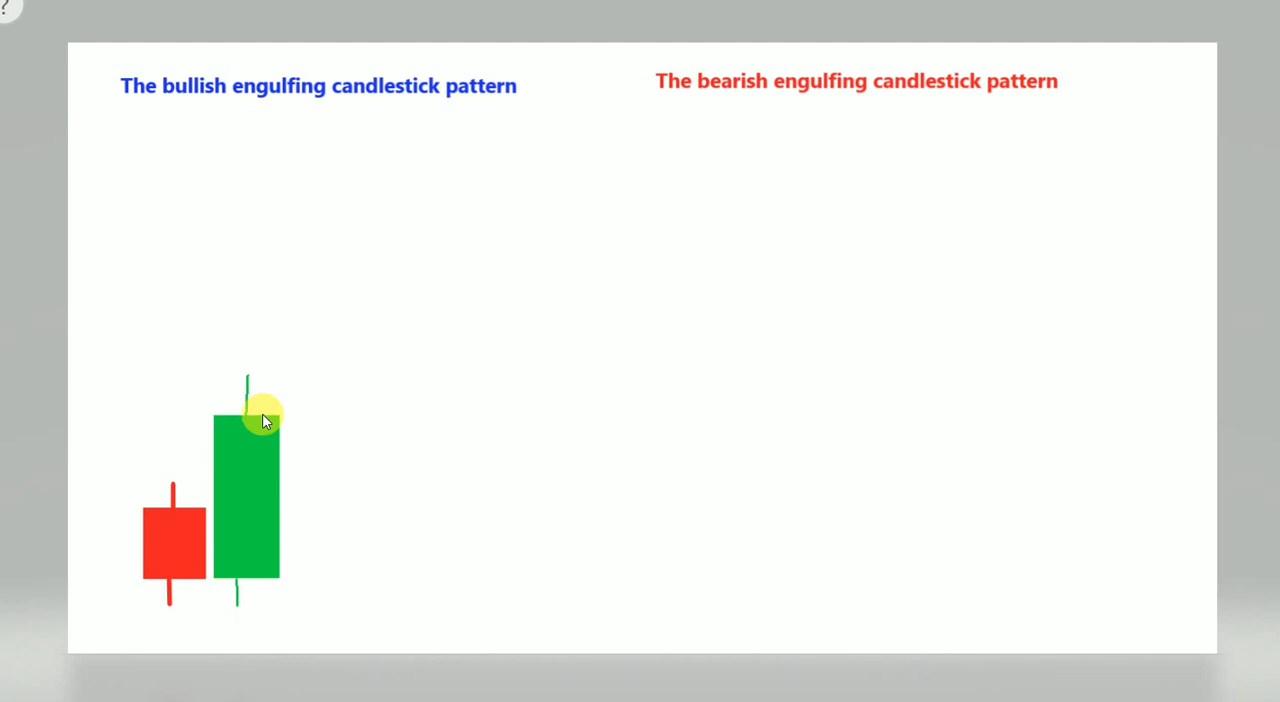 ?
The bullish engulfing candlestick pattern
The bearish engulfing candlestick pattern